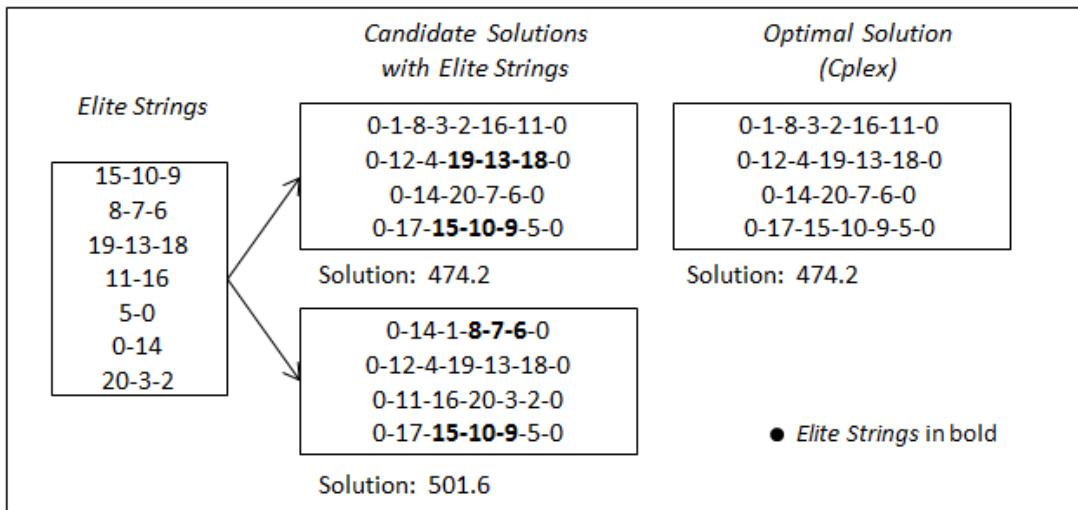 Elite Strings
15-10-9
8-7-6
19-13-18
11-16
5-0
0-14
20-3-2
Candidate Solutions
with Elite Strings
0-1-8-3-2-16-11-0
0-12-4-19-13-18-0
0-14-20-7-6-0
0-17-15-10-9-5-0
Solution: 474.2
0-14-1-8-7-6-0
0-12-4-19-13-18-0
0-11-16-20-3-2-0
0-17-15-10-9-5-0
Solution: 501.6
Optimal Solution
(Cplex)
0-1-8-3-2-16-11-0
0-12-4-19-13-18-0
0-14-20-7-6-0
0-17-15-10-9-5-0
Solution: 474.2
● Elite Strings in bold